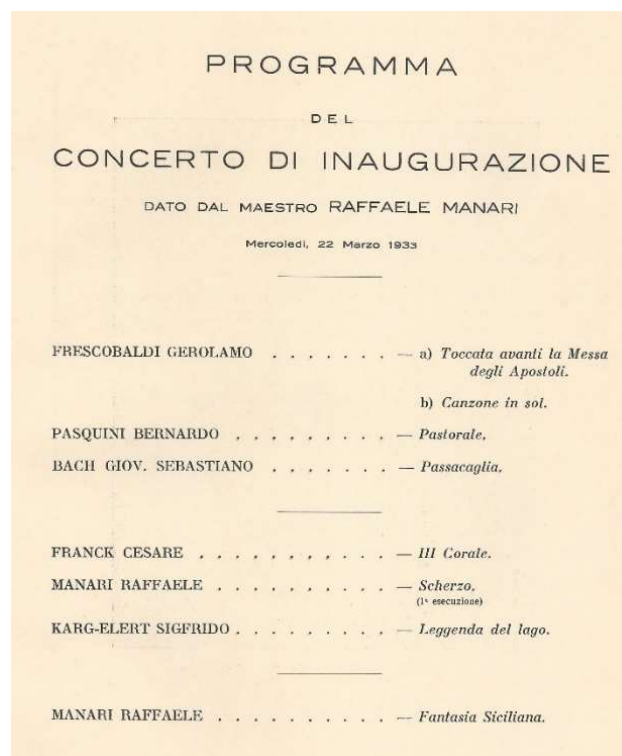 PROGRAMMA
DEL
CONCERTO DI INAUGURAZIONE
DATO DAL MAESTRO RAFFAELE MANARI
Mercoledi, 22 Marzo 1933
FRESCOBALDI GEROLAMO . . . . . . . — a) Toccata avanti la Messa
degli Apostoli.
b) Canzone in sol.
PASQUINI BERNARDO . . . . . . . . . — Pastorale.
BACH GIOV. SEBASTIANO . . . . . . . — Passacaglia.
FRANCK CESARE . . . . . . . . . . . — III Corale.
MANARI RAFFAELE . . . . . . . . . . — Scherzo.
(1ª esecuzione)
KARG-ELERT SIGFRIDO . . . . . . . . . — Leggenda del lago.
MANARI RAFFAELE . . . . . . . . . . — Fantasia Siciliana.